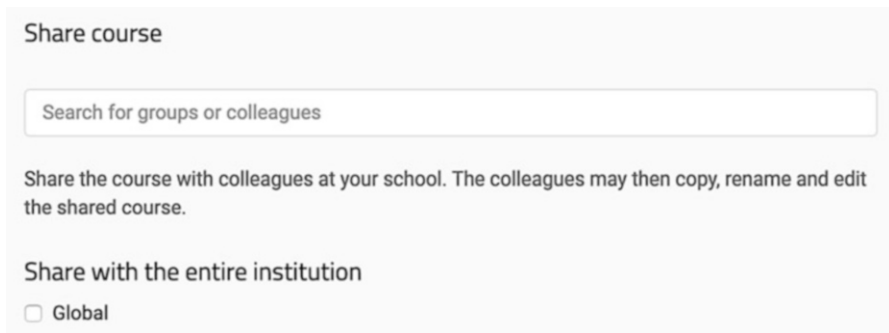 Share course
Search for groups or colleagues
Share the course with colleagues at your school. The colleagues may then copy, rename and edit
the shared course.
Share with the entire institution
Global